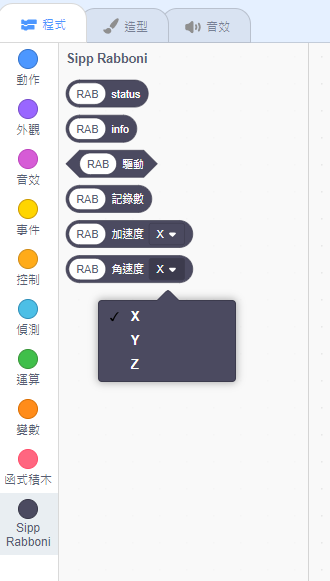 程式
造型
音效
動作
外觀
音效
事件
控制
偵測
運算
變數
函式積木
Sipp
Rabboni
Sipp Rabboni
RAB status
RAB info
RAB 驅動
RAB 記錄數
RAB 加速度 X
RAB 角速度 X
✓ X
Y
Z